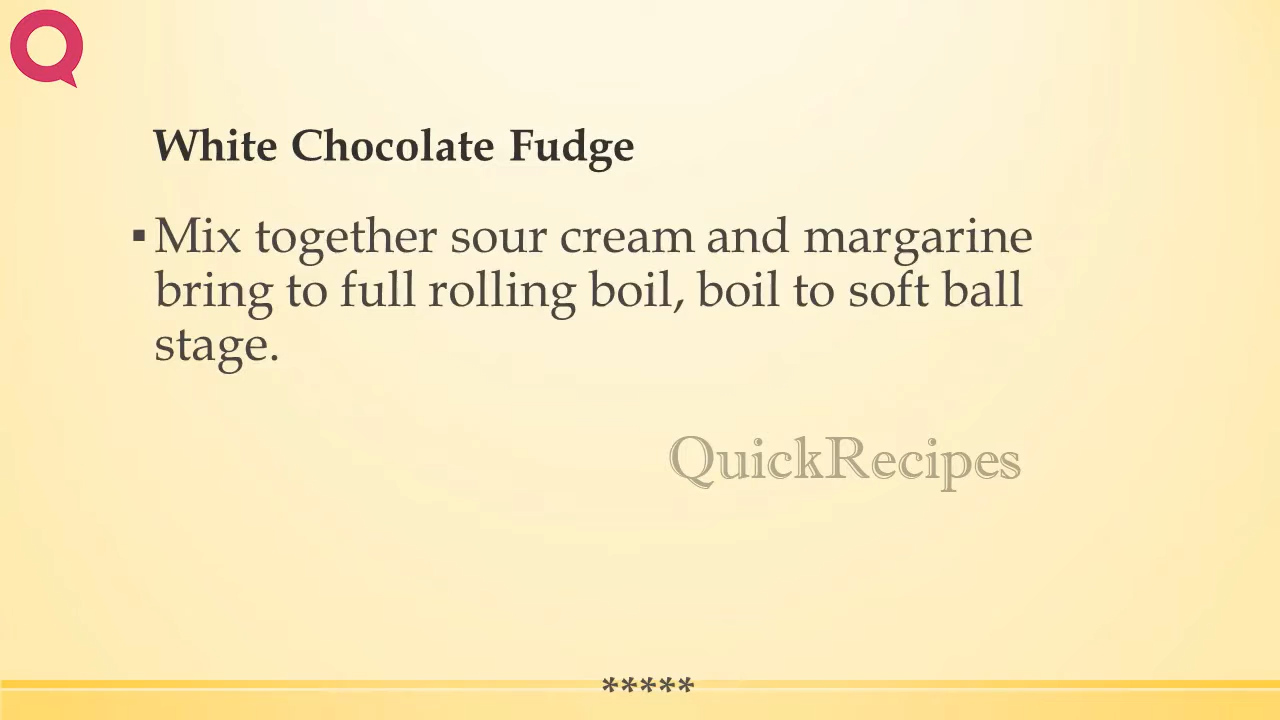 White Chocolate Fudge
▪Mix together sour cream and margarine
bring to full rolling boil, boil to soft ball
stage.
QuickRecipes
*****